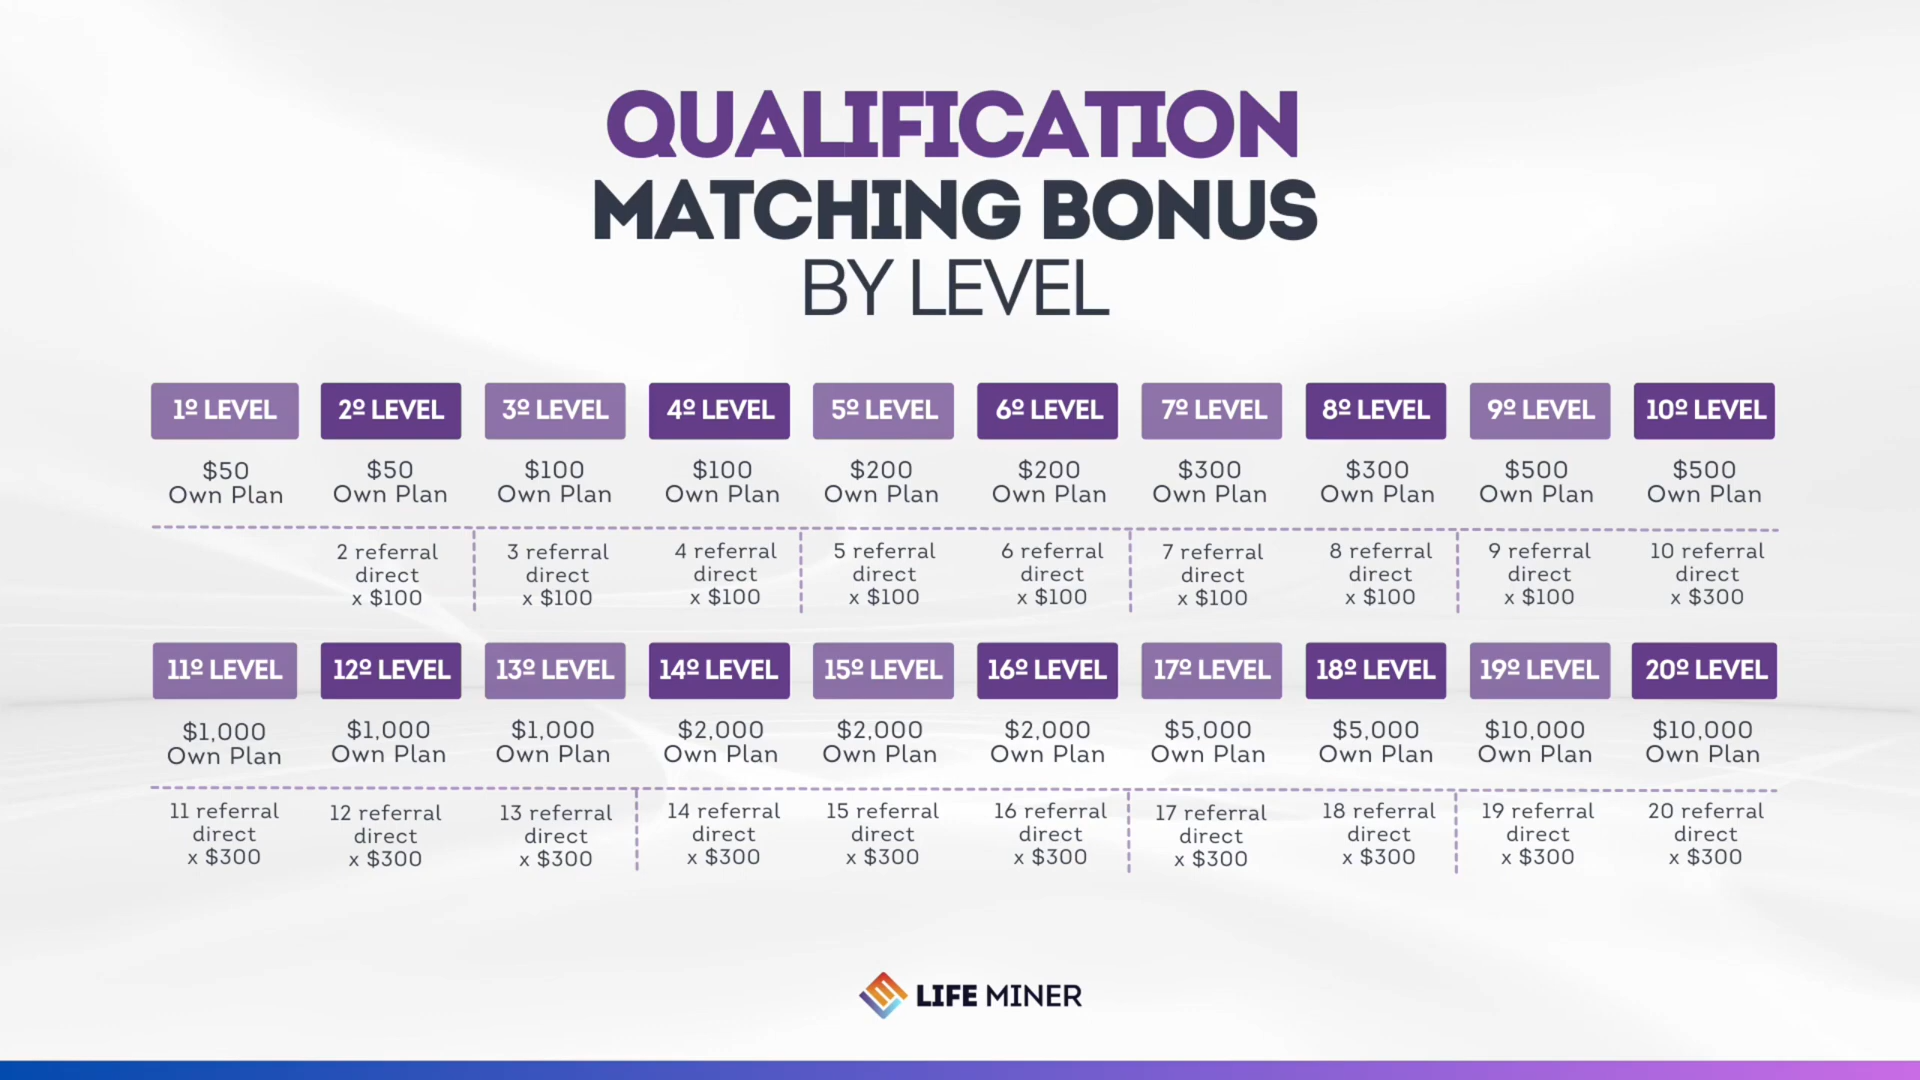 QUALIFICATION
MATCHING BONUS
BY LEVEL
1º LEVEL
2º LEVEL
3º LEVEL
4º LEVEL
5º LEVEL
6º LEVEL
7º LEVEL
8º LEVEL
9º LEVEL
10º LEVEL
$50
Own Plan
$50
Own Plan
$100
Own Plan
$100
Own Plan
$200
Own Plan
$200
Own Plan
$300
Own Plan
$300
Own Plan
$500
Own Plan
$500
Own Plan
2 referral
direct
x $100
3 referral
direct
x $100
4 referral
direct
x $100
5 referral
direct
x $100
6 referral
direct
x $100
7 referral
direct
x $100
8 referral
direct
x $100
9 referral
direct
x $100
10 referral
direct
x $300
11º LEVEL
12º LEVEL
13º LEVEL
14º LEVEL
15º LEVEL
16º LEVEL
17º LEVEL
18º LEVEL
19º LEVEL
20º LEVEL
$1,000
Own Plan
$1,000
Own Plan
$1,000
Own Plan
$2,000
Own Plan
$2,000
Own Plan
$2,000
Own Plan
$5,000
Own Plan
$5,000
Own Plan
$10,000
Own Plan
$10,000
Own Plan
11 referral
direct
x $300
12 referral
direct
x $300
13 referral
direct
x $300
14 referral
direct
x $300
15 referral
direct
x $300
16 referral
direct
x $300
17 referral
direct
x $300
18 referral
direct
x $300
19 referral
direct
x $300
20 referral
direct
x $300
LIFE MINER